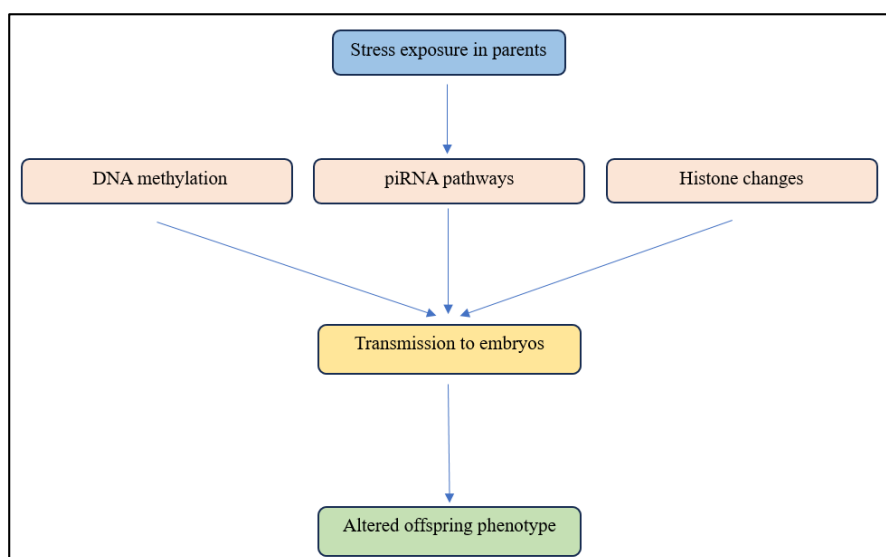 Stress exposure in parents
DNA methylation
piRNA pathways
Histone changes
Transmission to embryos
Altered offspring phenotype